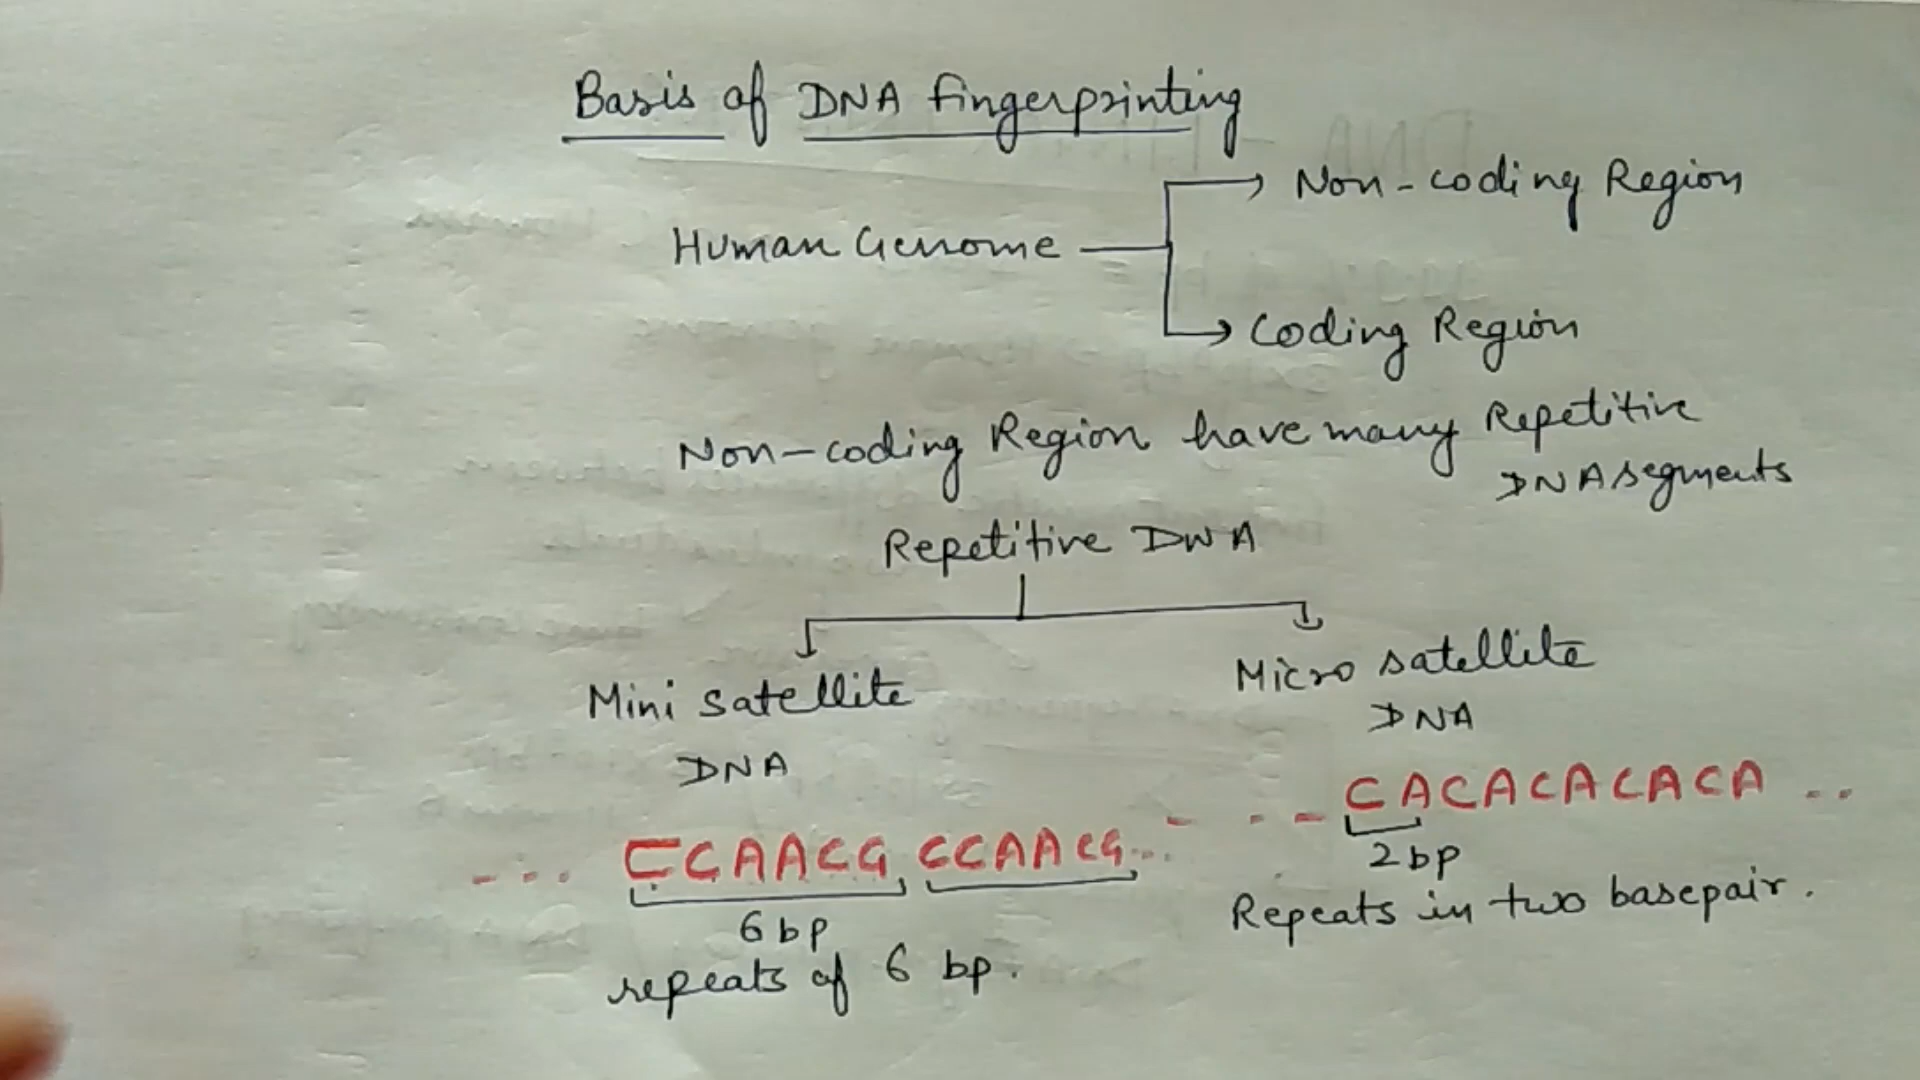 Basis of DNA fingerprinting
Non-coding Region
Human Genome
Coding Region
Non-coding Region have many Repetitive
DNA segments
Repetitive DNA
Mini satellite
DNA
Micro satellite
DNA
--- CACACACACA ..
2bp
Repeats in two basepair.
--- CCAACG CCAACG...
6 bp
repeats of 6 bp.